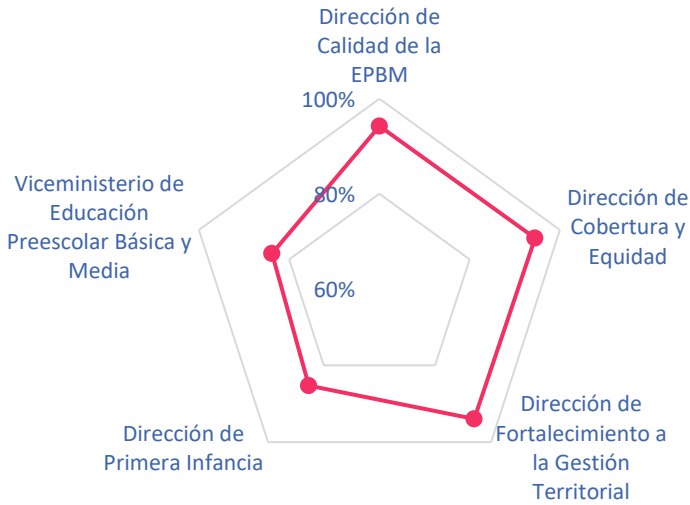 Dirección de
Calidad de la
EPBM
100%
80%
60%
Dirección de
Cobertura y
Equidad
Dirección de
Fortalecimiento a
la Gestión
Territorial
Dirección de
Primera Infancia
Viceministerio de
Educación
Preescolar Básica y
Media